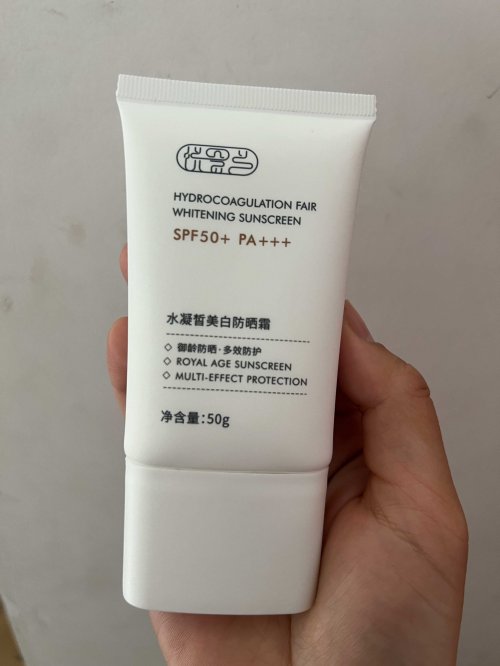 HYDROCOAGULATION FAIR
WHITENING SUNSCREEN
SPF50+ PA+++
水凝皙美白防晒霜
◇ 御龄防晒·多效防护
◇ ROYAL AGE SUNSCREEN
◇ MULTI-EFFECT PROTECTION
净含量:50g